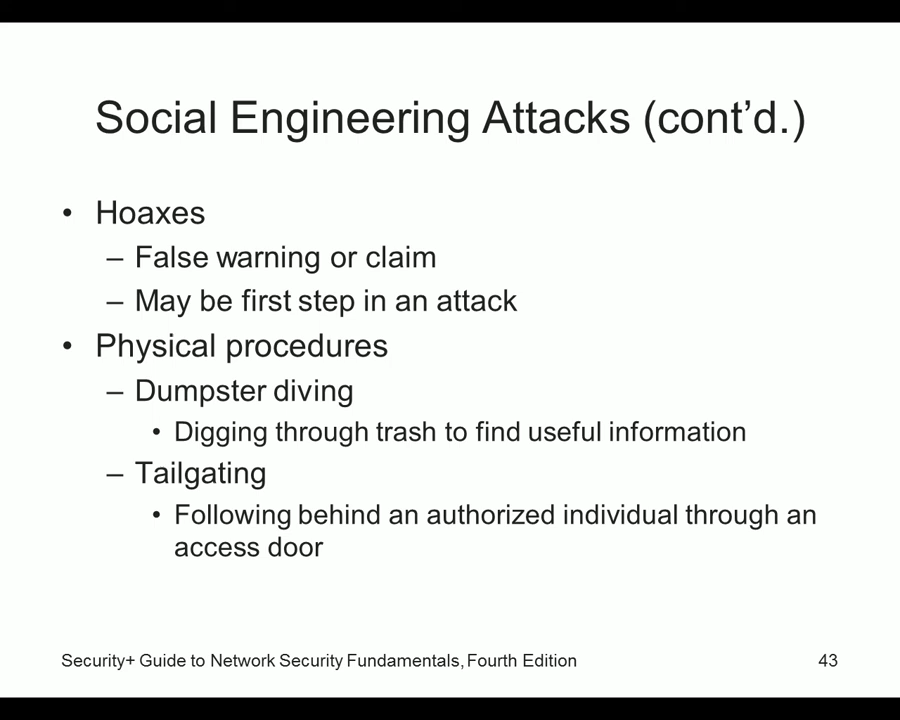 Social Engineering Attacks (cont’d.)
• Hoaxes
– False warning or claim
– May be first step in an attack
• Physical procedures
– Dumpster diving
• Digging through trash to find useful information
– Tailgating
• Following behind an authorized individual through an
access door
Security+ Guide to Network Security Fundamentals, Fourth Edition 43